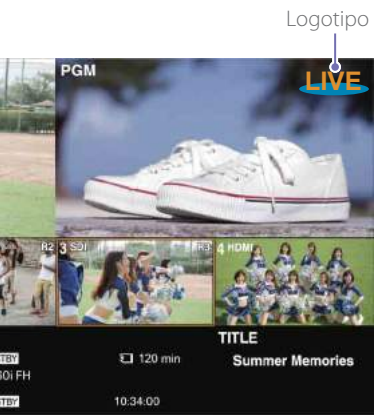 Logotipo
PGM
LIVE
R2
3 SDI
R3
4 HDMI
TITLE
STBY
120 min
Summer Memories
60i FH
STBY
10:34:00